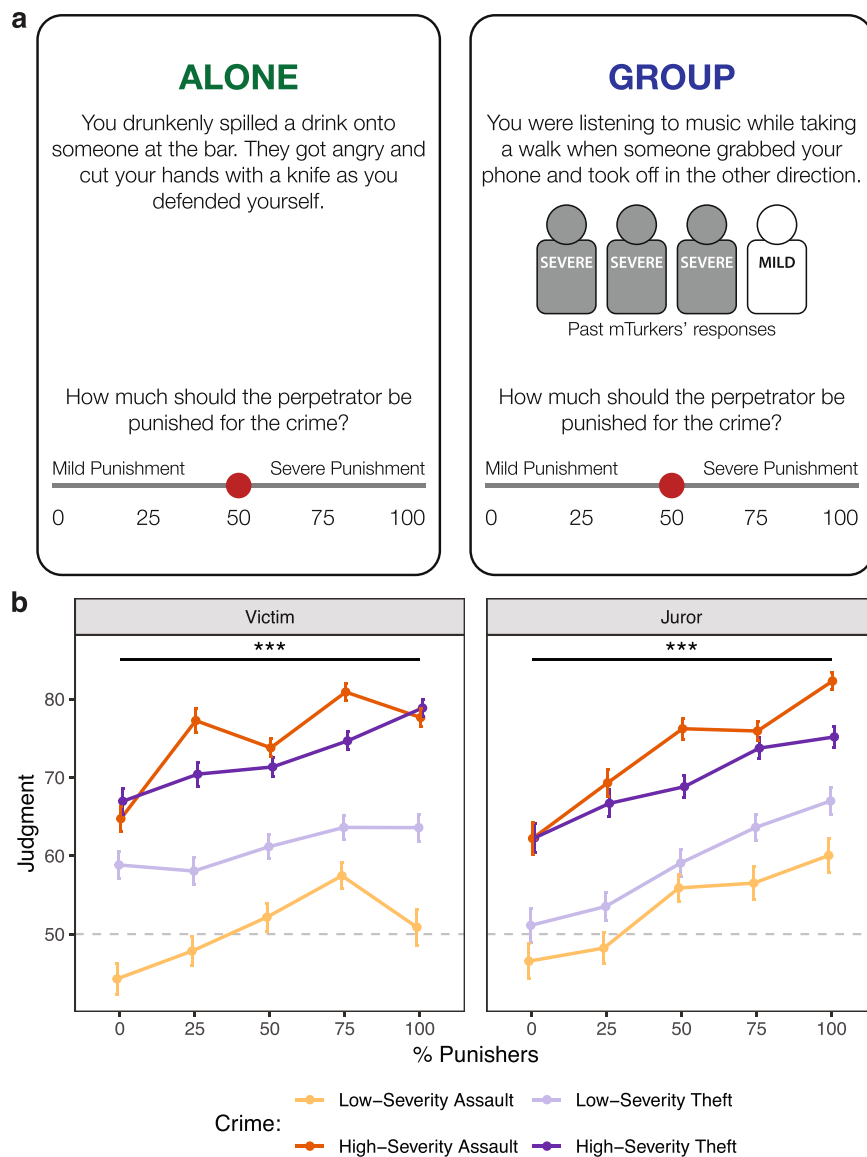 a
ALONE
You drunkenly spilled a drink onto
someone at the bar. They got angry and
cut your hands with a knife as you
defended yourself.
How much should the perpetrator be
punished for the crime?
Mild Punishment Severe Punishment
0 25 50 75 100
GROUP
You were listening to music while taking
a walk when someone grabbed your
phone and took off in the other direction.
SEVERE SEVERE SEVERE MILD
Past mTurkers' responses
How much should the perpetrator be
punished for the crime?
Mild Punishment Severe Punishment
0 25 50 75 100
b
Victim Juror
*** ***
Judgment
80
70
60
50
0 25 50 75 100 0 25 50 75 100
% Punishers
Crime:
Low−Severity Assault Low−Severity Theft
High−Severity Assault High−Severity Theft